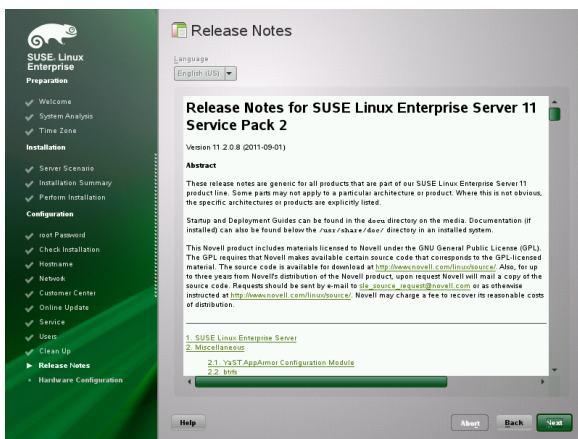 SUSE. Linux
Enterprise
Preparation
Welcome
System Analysis
Time Zone
Installation
Server Scenario
Installation Summary
Perform Installation
Configuration
root Password
Check Installation
Hostname
Network
Customer Center
Online Update
Service
Users
Clean Up
Release Notes
Hardware Configuration
Release Notes
Language
English (US)
Release Notes for SUSE Linux Enterprise Server 11
Service Pack 2
Version 11.2.0.8 (2011-09-01)
Abstract
These release notes are generic for all products that are part of our SUSE Linux Enterprise Server 11
product line. Some parts may not apply to a particular architecture or product. Where this is not obvious,
the specific architectures or products are explicitly listed.
Startup and Deployment Guides can be found in the docu directory on the media. Documentation (if
installed) can also be found below the /usr/share/doc/ directory in an installed system.
This Novell product includes materials licensed to Novell under the GNU General Public License (GPL).
The GPL requires that Novell makes available certain source code that corresponds to the GPL-licensed
material. The source code is available for download at http://www.novell.com/linux/source/. Also, for up
to three years from Novell's distribution of the Novell product, upon request Novell will mail a copy of the
source code. Requests should be sent by e-mail to sle_source_request@novell.com or as otherwise
instructed at http://www.novell.com/linux/source/. Novell may charge a fee to recover its reasonable costs
of distribution.
1. SUSE Linux Enterprise Server
2. Miscellaneous
2.1. YaST AppArmor Configuration Module
2.2. btrfs
Help
Abort
Back
Next